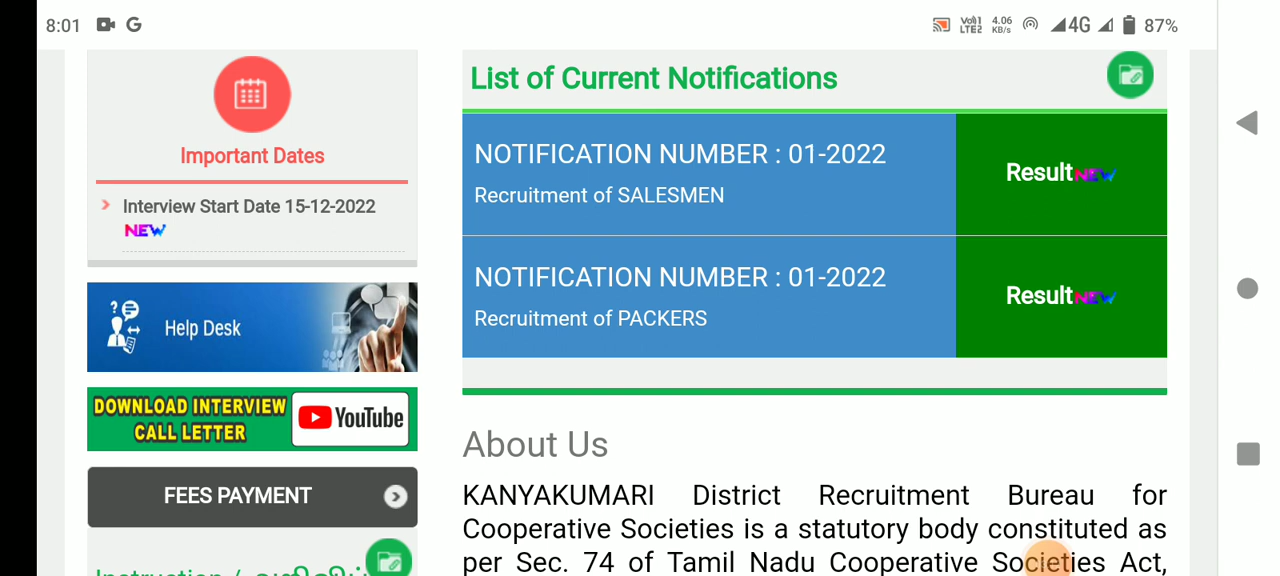 8:01 G Vo))1 LTE2 4.06 KB/s 4G 87%
Important Dates
Interview Start Date 15-12-2022
NEW
Help Desk
DOWNLOAD INTERVIEW
CALL LETTER
YouTube
FEES PAYMENT
List of Current Notifications
NOTIFICATION NUMBER : 01-2022
Recruitment of SALESMEN
Result NEW
NOTIFICATION NUMBER : 01-2022
Recruitment of PACKERS
Result NEW
About Us
KANYAKUMARI District Recruitment Bureau for
Cooperative Societies is a statutory body constituted as
per Sec. 74 of Tamil Nadu Cooperative Societies Act,